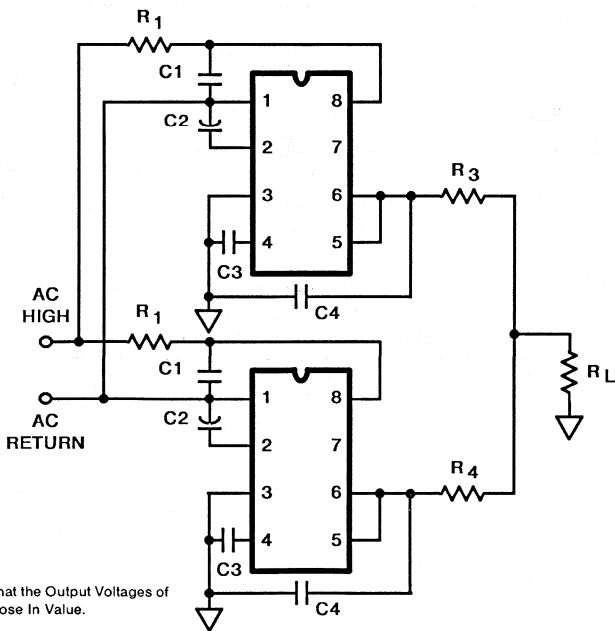 R1
C1
C2
1
2
3
4
8
7
6
5
R3
C3
C4
AC
HIGH
R1
C1
RL
AC
RETURN
C2
1
2
3
4
8
7
6
5
R4
C3
C4
hat the Output Voltages of
ose In Value.